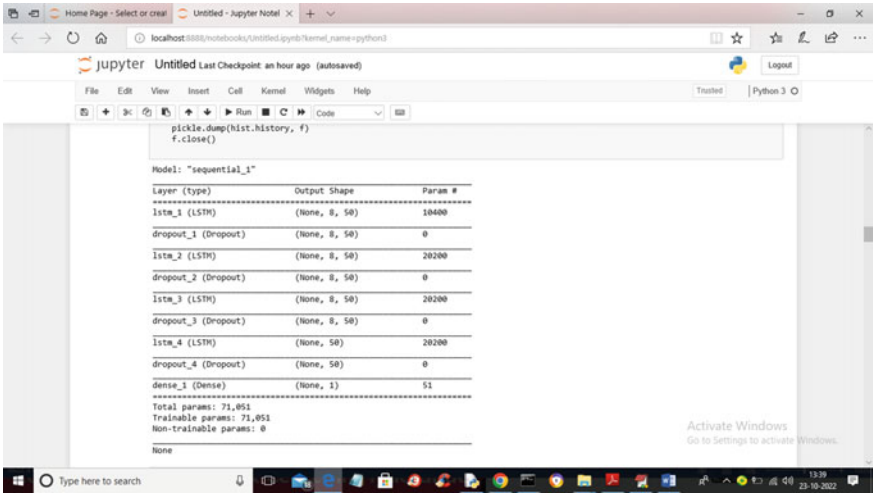 Home Page - Select or creat
Untitled - Jupyter Notel
localhost:8888/notebooks/Untitled.ipynb?kernel_name=python3
jupyter Untitled Last Checkpoint: an hour ago (autosaved)
Logout
File Edit View Insert Cell Kernel Widgets Help
Trusted
Python 3
Run
Code
pickle.dump(hist.history, f)
f.close()
Model: "sequential_1"
Layer (type) Output Shape Param #
lstm_1 (LSTM) (None, 8, 50) 10400
dropout_1 (Dropout) (None, 8, 50) 0
lstm_2 (LSTM) (None, 8, 50) 20200
dropout_2 (Dropout) (None, 8, 50) 0
lstm_3 (LSTM) (None, 8, 50) 20200
dropout_3 (Dropout) (None, 8, 50) 0
lstm_4 (LSTM) (None, 50) 20200
dropout_4 (Dropout) (None, 50) 0
dense_1 (Dense) (None, 1) 51
Total params: 71,051
Trainable params: 71,051
Non-trainable params: 0
None
Activate Windows
Go to Settings to activate Windows.
Type here to search
13:39
23-10-2022